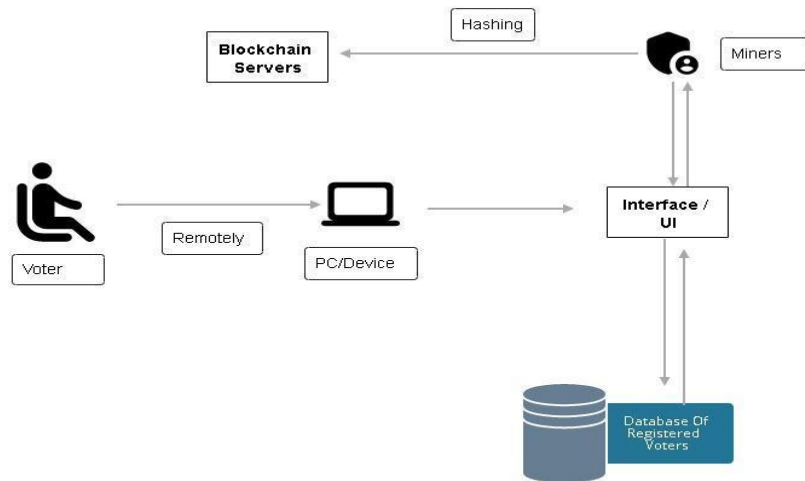 Hashing
Blockchain
Servers
Miners
Interface /
UI
Remotely
Voter
PC/Device
Database Of
Registered
Voters